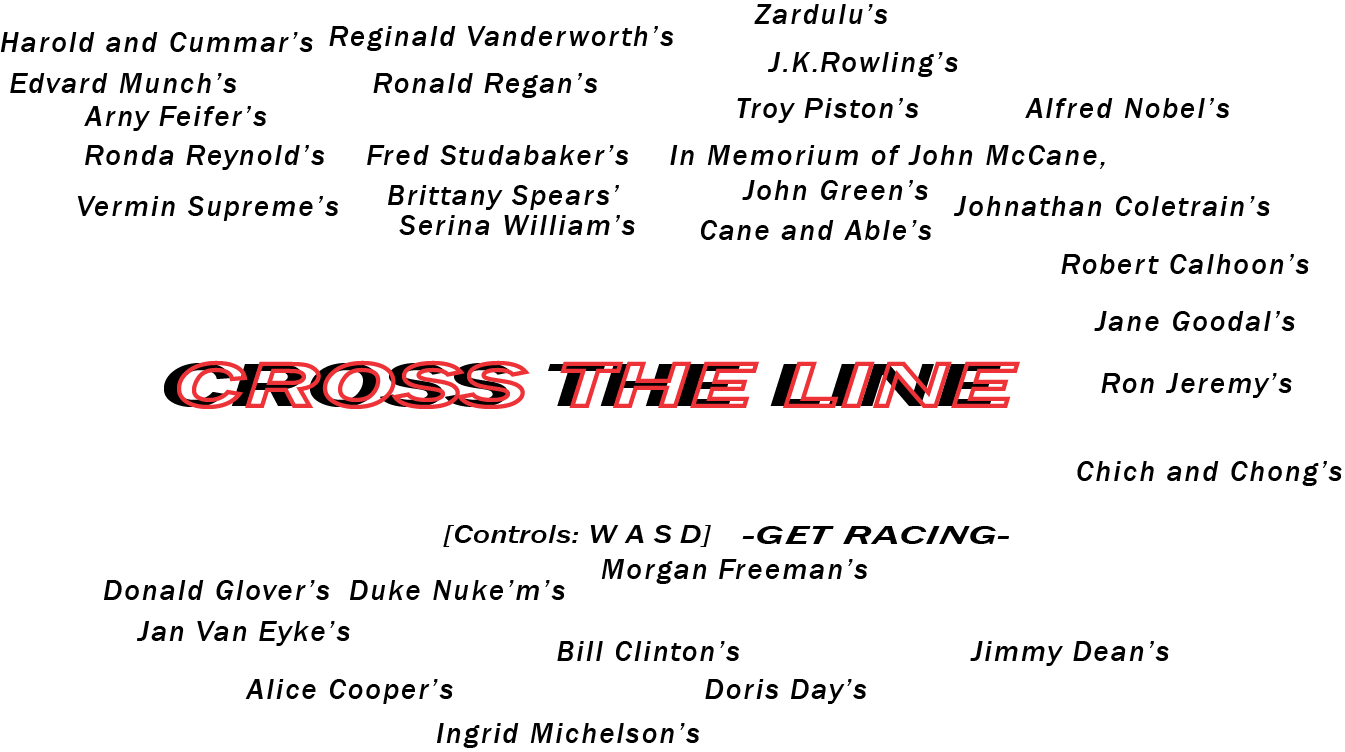 Zardulu’s
Harold and Cummar’s
Reginald Vanderworth’s
J.K.Rowling’s
Edvard Munch’s
Ronald Regan’s
Troy Piston’s
Alfred Nobel’s
Arny Feifer’s
Ronda Reynold’s
Fred Studabaker’s
In Memorium of John McCane,
Brittany Spears’
John Green’s
Vermin Supreme’s
Johnathan Coletrain’s
Serina William’s
Cane and Able’s
Robert Calhoon’s
Jane Goodal’s
CROSS THE LINE
Ron Jeremy’s
Chich and Chong’s
[Controls: W A S D]
-GET RACING-
Morgan Freeman’s
Donald Glover’s
Duke Nuke’m’s
Jan Van Eyke’s
Bill Clinton’s
Jimmy Dean’s
Alice Cooper’s
Doris Day’s
Ingrid Michelson’s